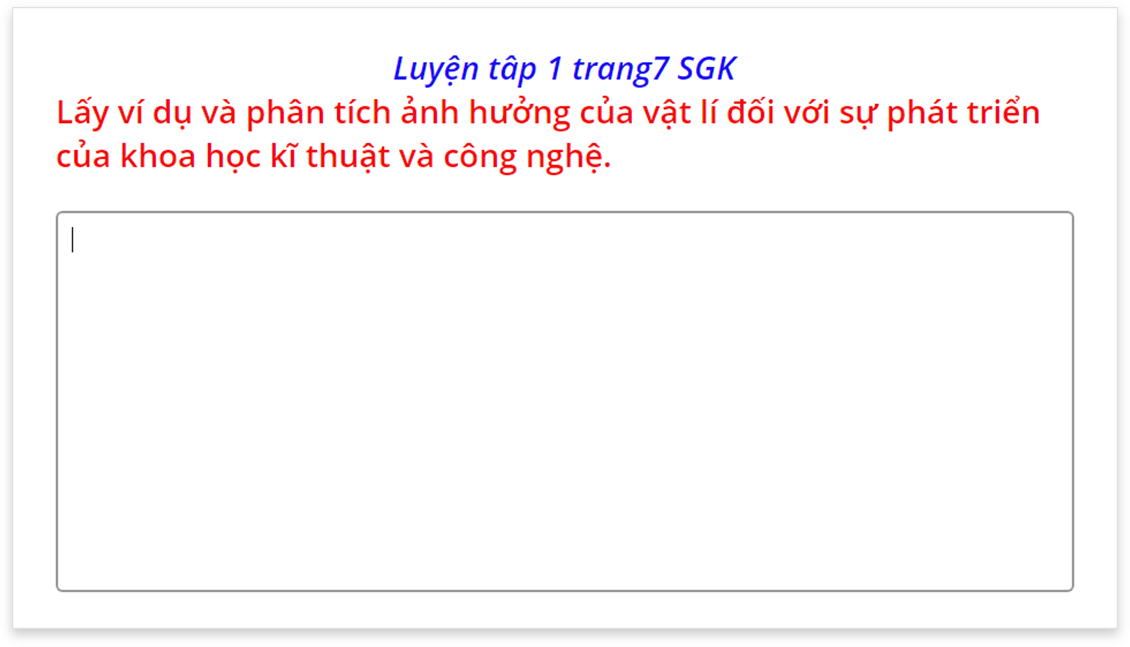 Luyện tâp 1 trang7 SGK
Lấy ví dụ và phân tích ảnh hưởng của vật lí đối với sự phát triển
của khoa học kĩ thuật và công nghệ.